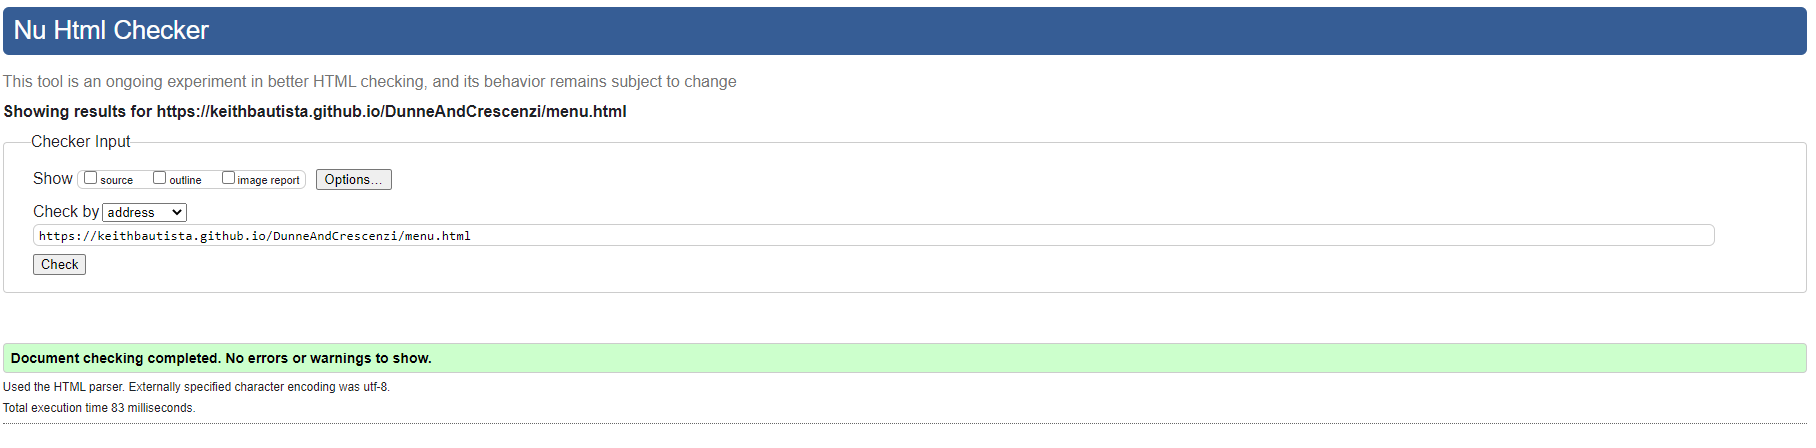 Nu Html Checker
This tool is an ongoing experiment in better HTML checking, and its behavior remains subject to change
Showing results for https://keithbautista.github.io/DunneAndCrescenzi/menu.html
Checker Input
Show source outline image report Options...
Check by address
https://keithbautista.github.io/DunneAndCrescenzi/menu.html
Check
Document checking completed. No errors or warnings to show.
Used the HTML parser. Externally specified character encoding was utf-8.
Total execution time 83 milliseconds.